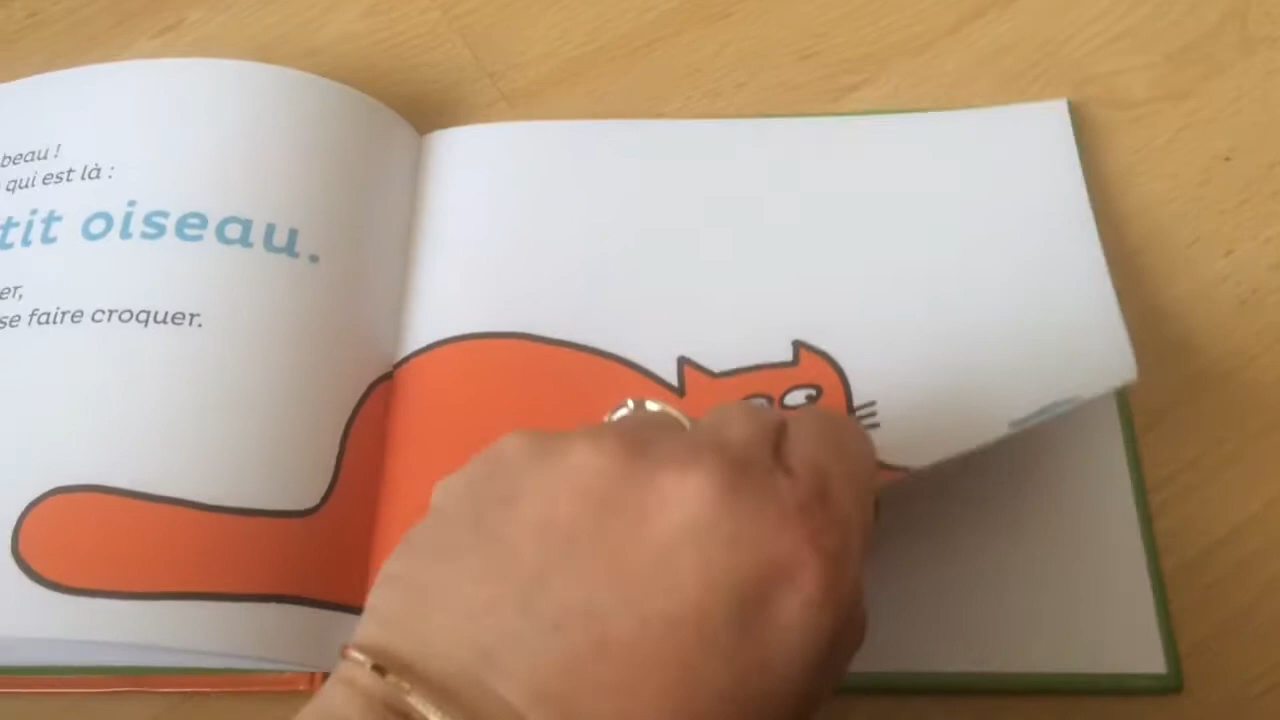 beau !
qui est là :
tit oiseau.
er,
se faire croquer.